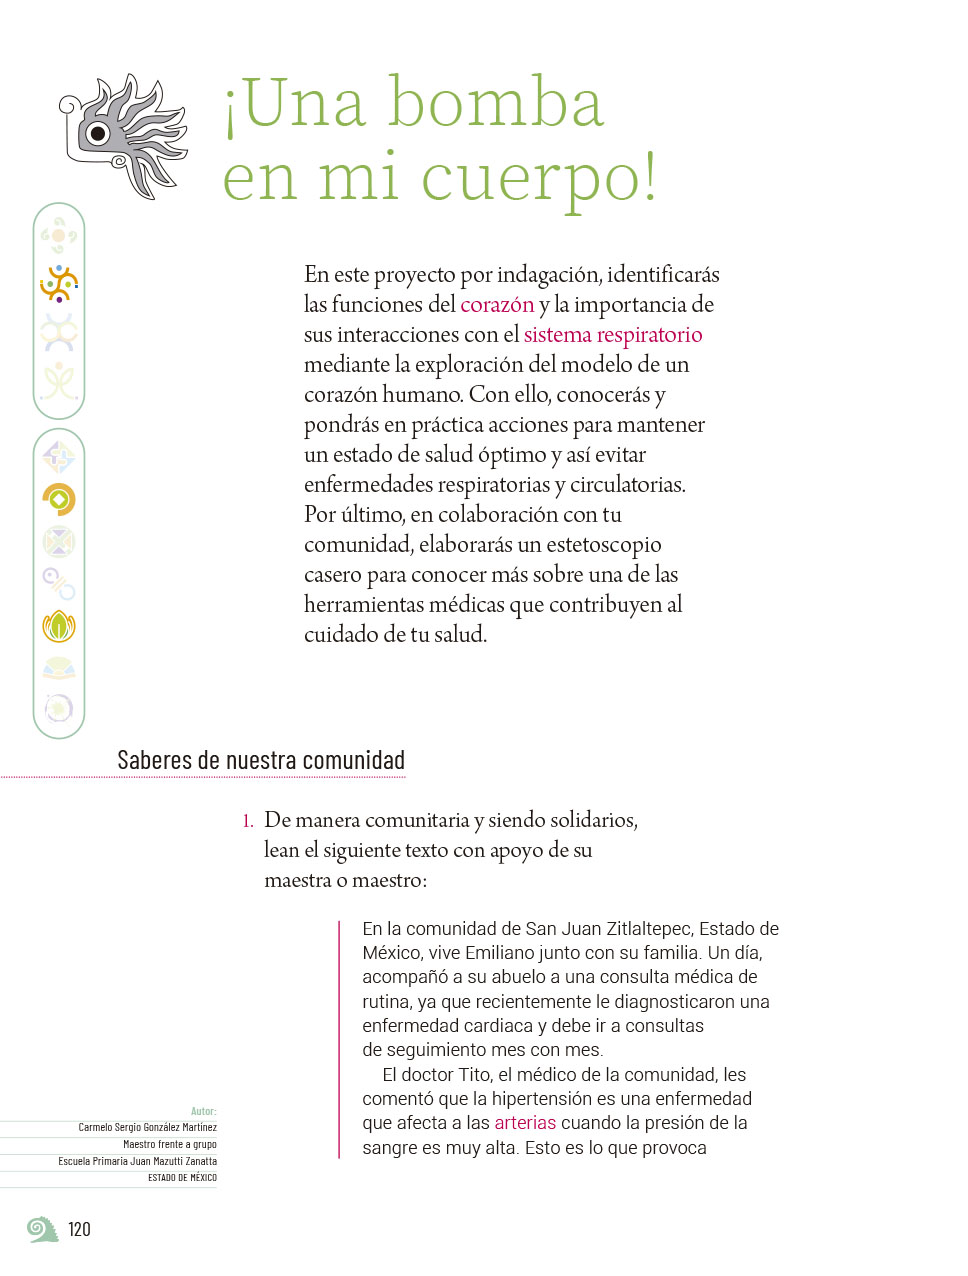 ¡Una bomba
en mi cuerpo!
En este proyecto por indagación, identificarás
las funciones del corazón y la importancia de
sus interacciones con el sistema respiratorio
mediante la exploración del modelo de un
corazón humano. Con ello, conocerás y
pondrás en práctica acciones para mantener
un estado de salud óptimo y así evitar
enfermedades respiratorias y circulatorias.
Por último, en colaboración con tu
comunidad, elaborarás un estetoscopio
casero para conocer más sobre una de las
herramientas médicas que contribuyen al
cuidado de tu salud.
Saberes de nuestra comunidad
1. De manera comunitaria y siendo solidarios,
lean el siguiente texto con apoyo de su
maestra o maestro:
En la comunidad de San Juan Zitlaltepec, Estado de
México, vive Emiliano junto con su familia. Un día,
acompañó a su abuelo a una consulta médica de
rutina, ya que recientemente le diagnosticaron una
enfermedad cardiaca y debe ir a consultas
de seguimiento mes con mes.
El doctor Tito, el médico de la comunidad, les
comentó que la hipertensión es una enfermedad
que afecta a las arterias cuando la presión de la
sangre es muy alta. Esto es lo que provoca
Autor:
Carmelo Sergio González Martínez
Maestro frente a grupo
Escuela Primaria Juan Mazutti Zanatta
ESTADO DE MÉXICO
120